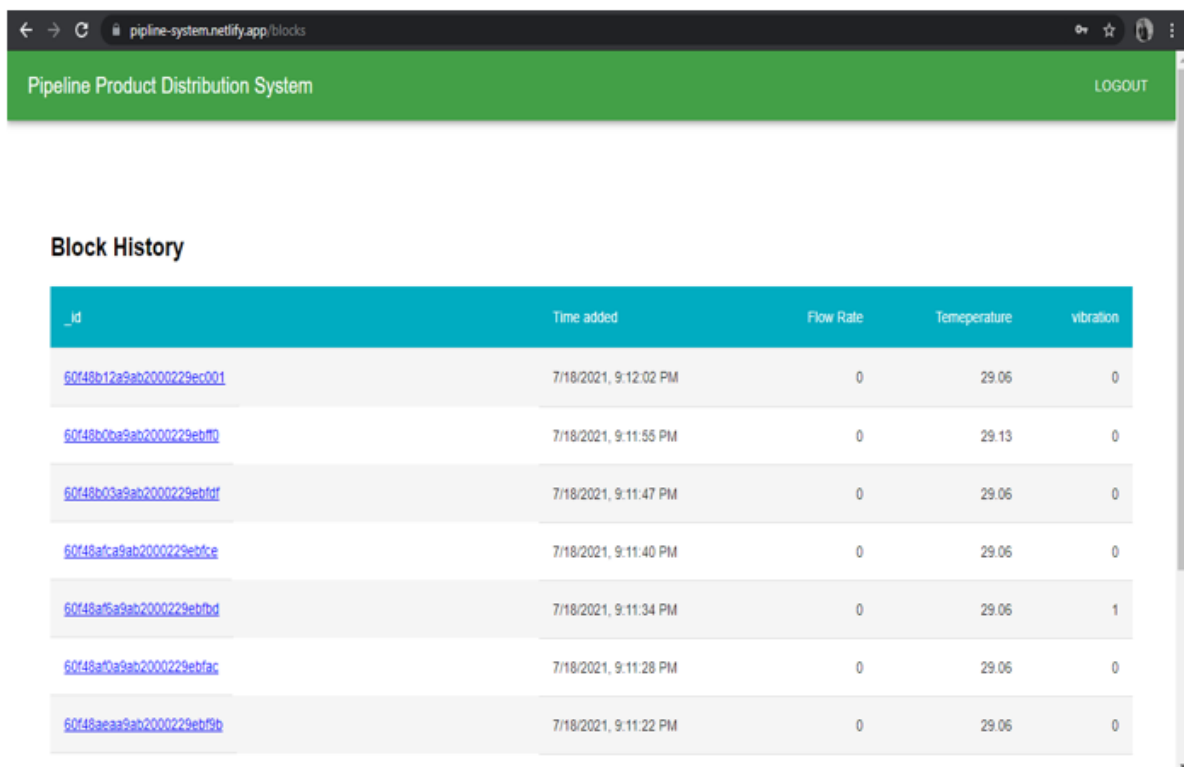 pipline-system.netlify.app/blocks
Pipeline Product Distribution System LOGOUT
Block History
_id Time added Flow Rate Temeperature vibration
60f48b12a9ab2000229ec001 7/18/2021, 9:12:02 PM 0 29.06 0
60f48b0ba9ab2000229ebff0 7/18/2021, 9:11:55 PM 0 29.13 0
60f48b03a9ab2000229ebfdf 7/18/2021, 9:11:47 PM 0 29.06 0
60f48afca9ab2000229ebfce 7/18/2021, 9:11:40 PM 0 29.06 0
60f48af6a9ab2000229ebfbd 7/18/2021, 9:11:34 PM 0 29.06 1
60f48af0a9ab2000229ebfac 7/18/2021, 9:11:28 PM 0 29.06 0
60f48aeaa9ab2000229ebf9b 7/18/2021, 9:11:22 PM 0 29.06 0